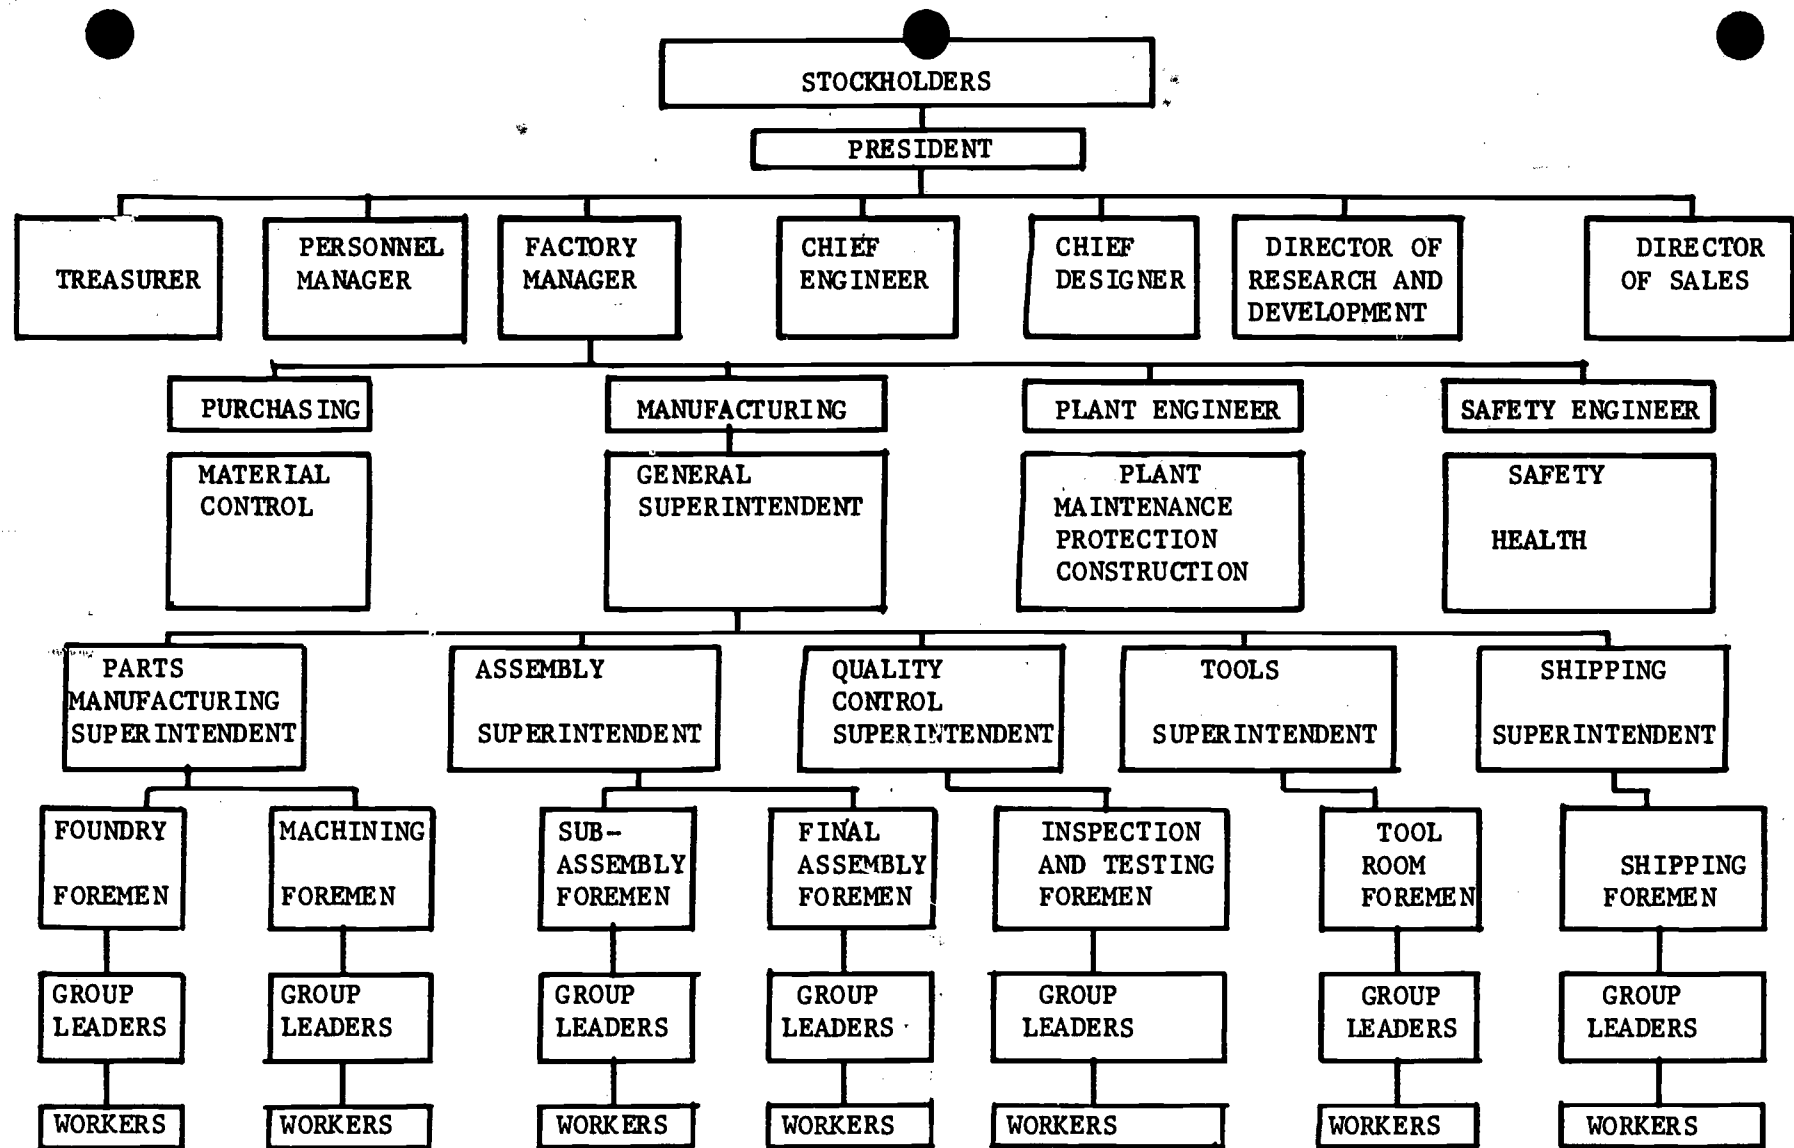 STOCKHOLDERS
PRESIDENT
TREASURER
PERSONNEL
MANAGER
FACTORY
MANAGER
CHIEF
ENGINEER
CHIEF
DESIGNER
DIRECTOR OF
RESEARCH AND
DEVELOPMENT
DIRECTOR
OF SALES
PURCHASING
MANUFACTURING
PLANT ENGINEER
SAFETY ENGINEER
MATERIAL
CONTROL
GENERAL
SUPERINTENDENT
PLANT
MAINTENANCE
PROTECTION
CONSTRUCTION
SAFETY
HEALTH
PARTS
MANUFACTURING
SUPERINTENDENT
ASSEMBLY
SUPERINTENDENT
QUALITY
CONTROL
SUPERINTENDENT
TOOLS
SUPERINTENDENT
SHIPPING
SUPERINTENDENT
FOUNDRY
FOREMEN
MACHINING
FOREMEN
SUB-
ASSEMBLY
FOREMEN
FINAL
ASSEMBLY
FOREMEN
INSPECTION
AND TESTING
FOREMEN
TOOL
ROOM
FOREMEN
SHIPPING
FOREMEN
GROUP
LEADERS
GROUP
LEADERS
GROUP
LEADERS
GROUP
LEADERS
GROUP
LEADERS
GROUP
LEADERS
GROUP
LEADERS
WORKERS
WORKERS
WORKERS
WORKERS
WORKERS
WORKERS
WORKERS